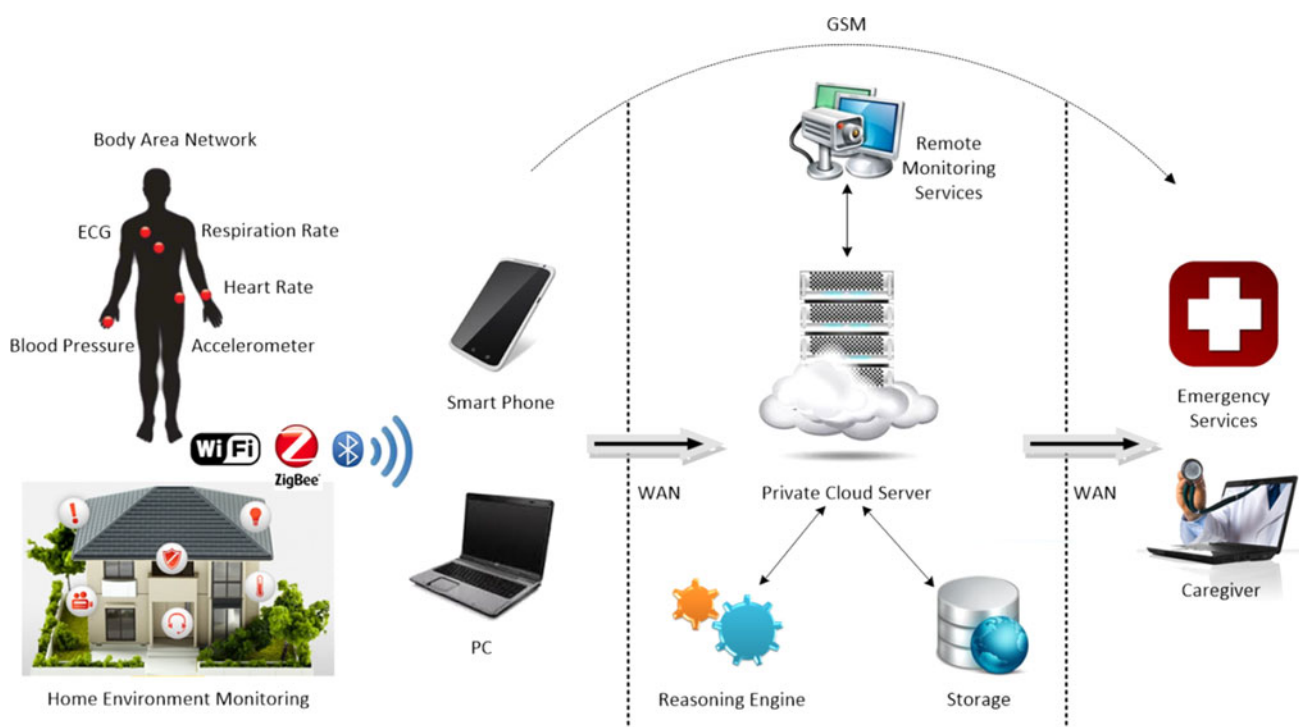 GSM
Body Area Network
ECG
Respiration Rate
Heart Rate
Blood Pressure
Accelerometer
WiFi
ZigBee
Home Environment Monitoring
Smart Phone
PC
WAN
Remote
Monitoring
Services
Private Cloud Server
Reasoning Engine
Storage
WAN
Emergency
Services
Caregiver